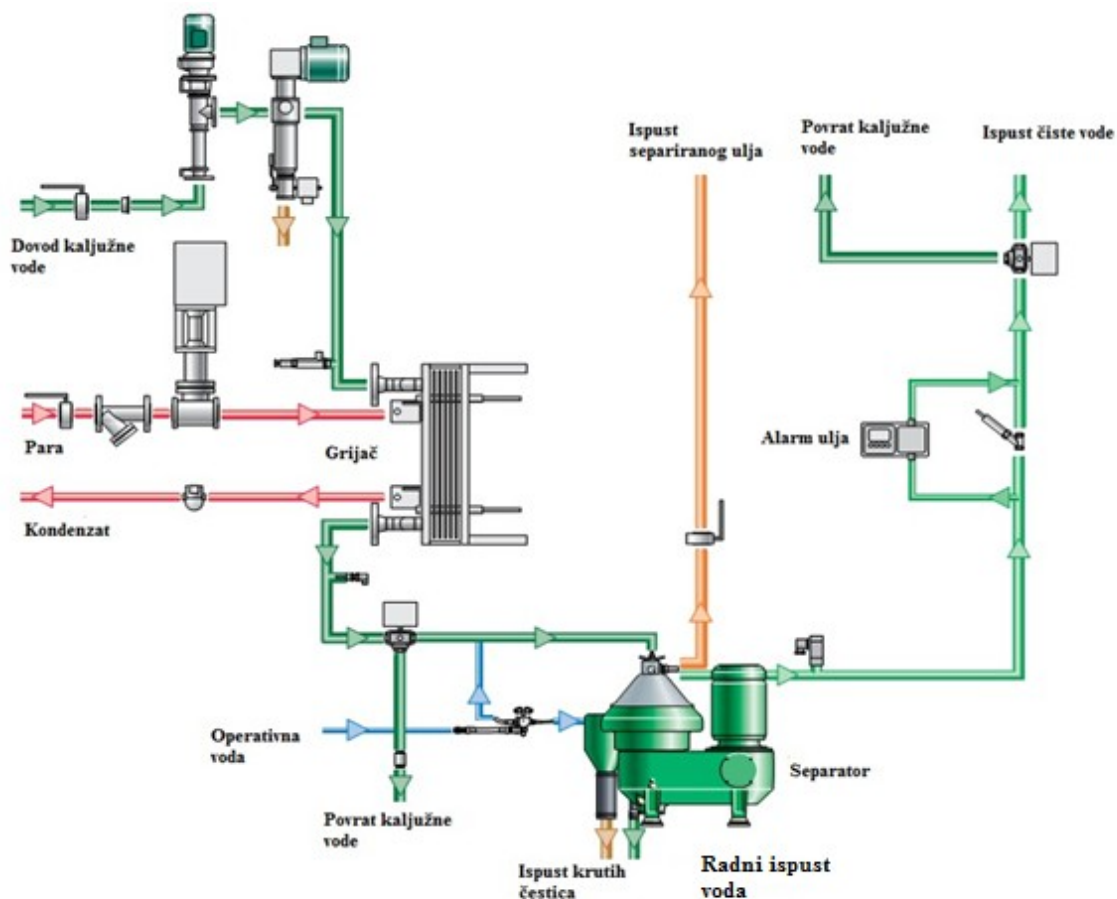 Ispust
separiranog ulja
Povrat kaljužne
vode
Ispust čiste vode
Dovod kaljužne
vode
Para
Grijač
Alarm ulja
Kondenzat
Operativna
voda
Separator
Povrat kaljužne
vode
Ispust krutih
čestica
Radni ispust
voda